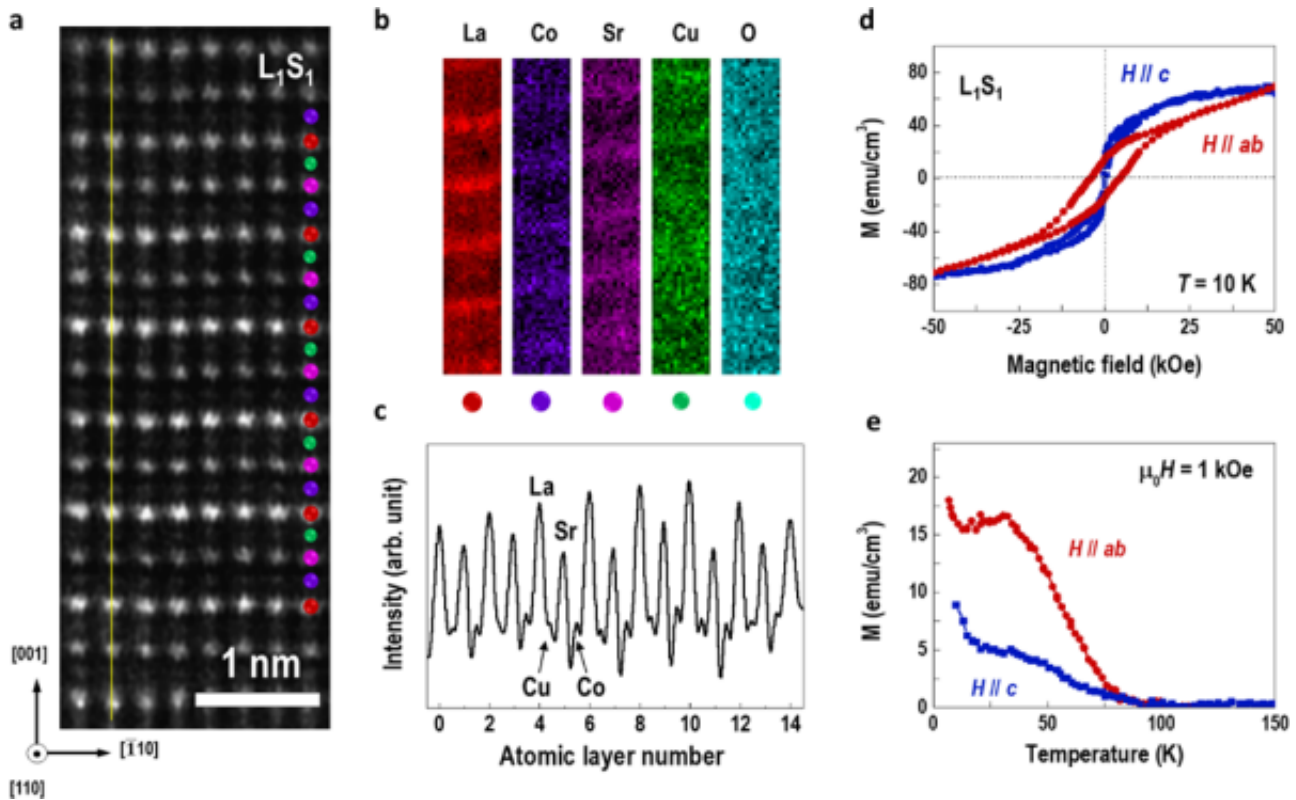 a
L₁S₁
1 nm
[001]
[1̅10]
[110]
b
La Co Sr Cu O
c
Intensity (arb. unit)
La
Sr
Cu
Co
0 2 4 6 8 10 12 14
Atomic layer number
d
L₁S₁
H // c
H // ab
T = 10 K
M (emu/cm³)
80
40
0
-40
-80
-50 -25 0 25 50
Magnetic field (kOe)
e
μ₀H = 1 kOe
H // ab
H // c
M (emu/cm³)
20
15
10
5
0
0 50 100 150
Temperature (K)